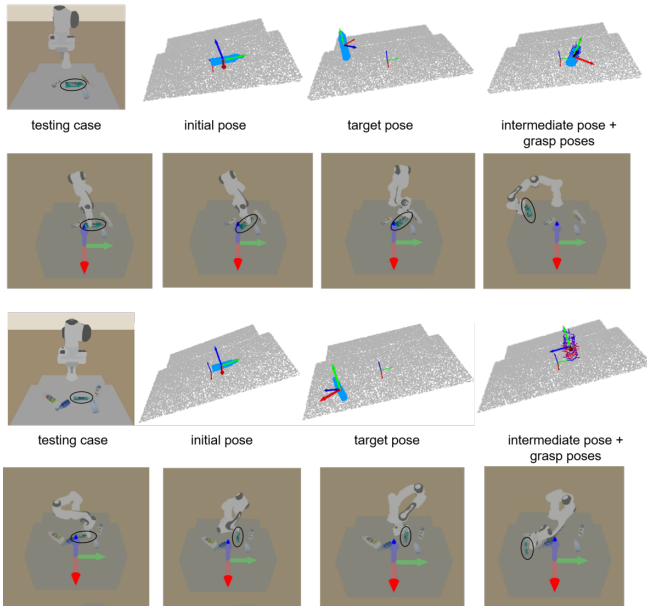 testing case initial pose target pose intermediate pose +
grasp poses
testing case initial pose target pose intermediate pose +
grasp poses